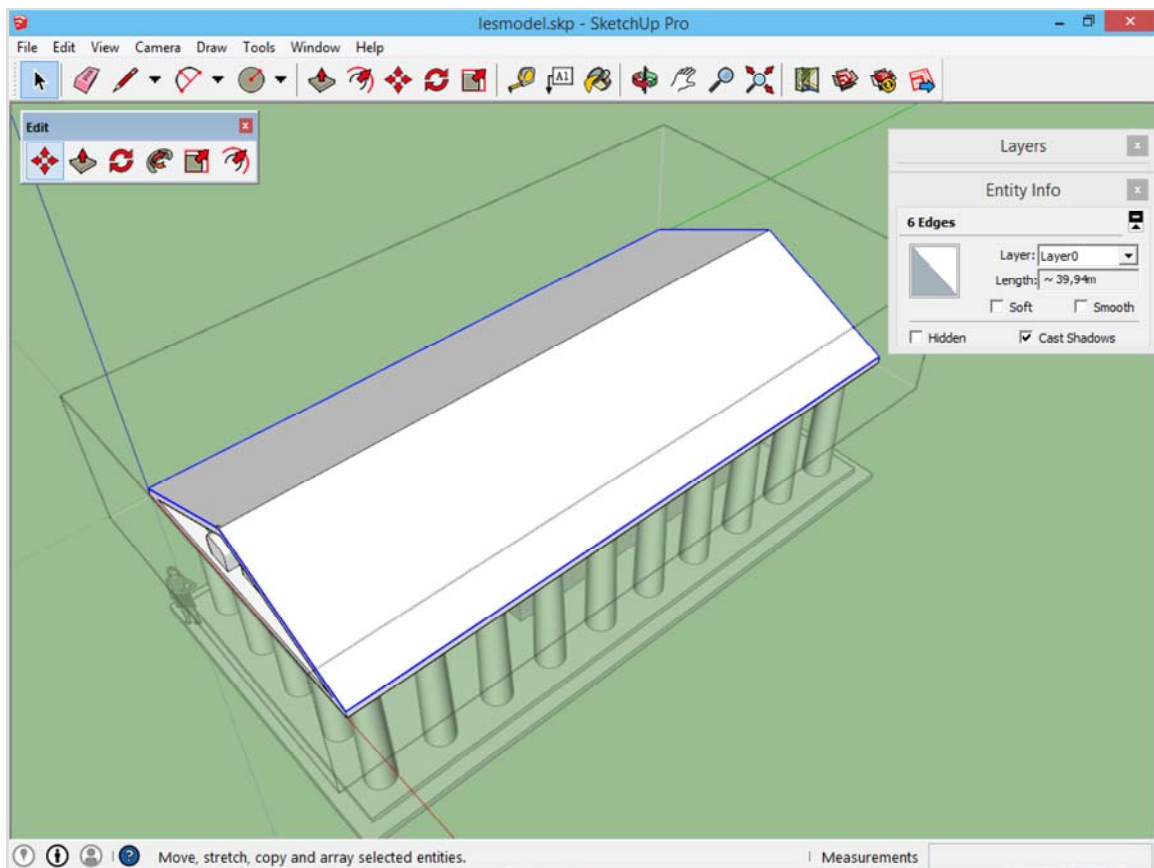 lesmodel.skp - SketchUp Pro
File Edit View Camera Draw Tools Window Help
A1
Edit
Layers
Entity Info
6 Edges
Layer: Layer0
Length: ~ 39,94m
Soft Smooth
Hidden Cast Shadows
Move, stretch, copy and array selected entities.
Measurements